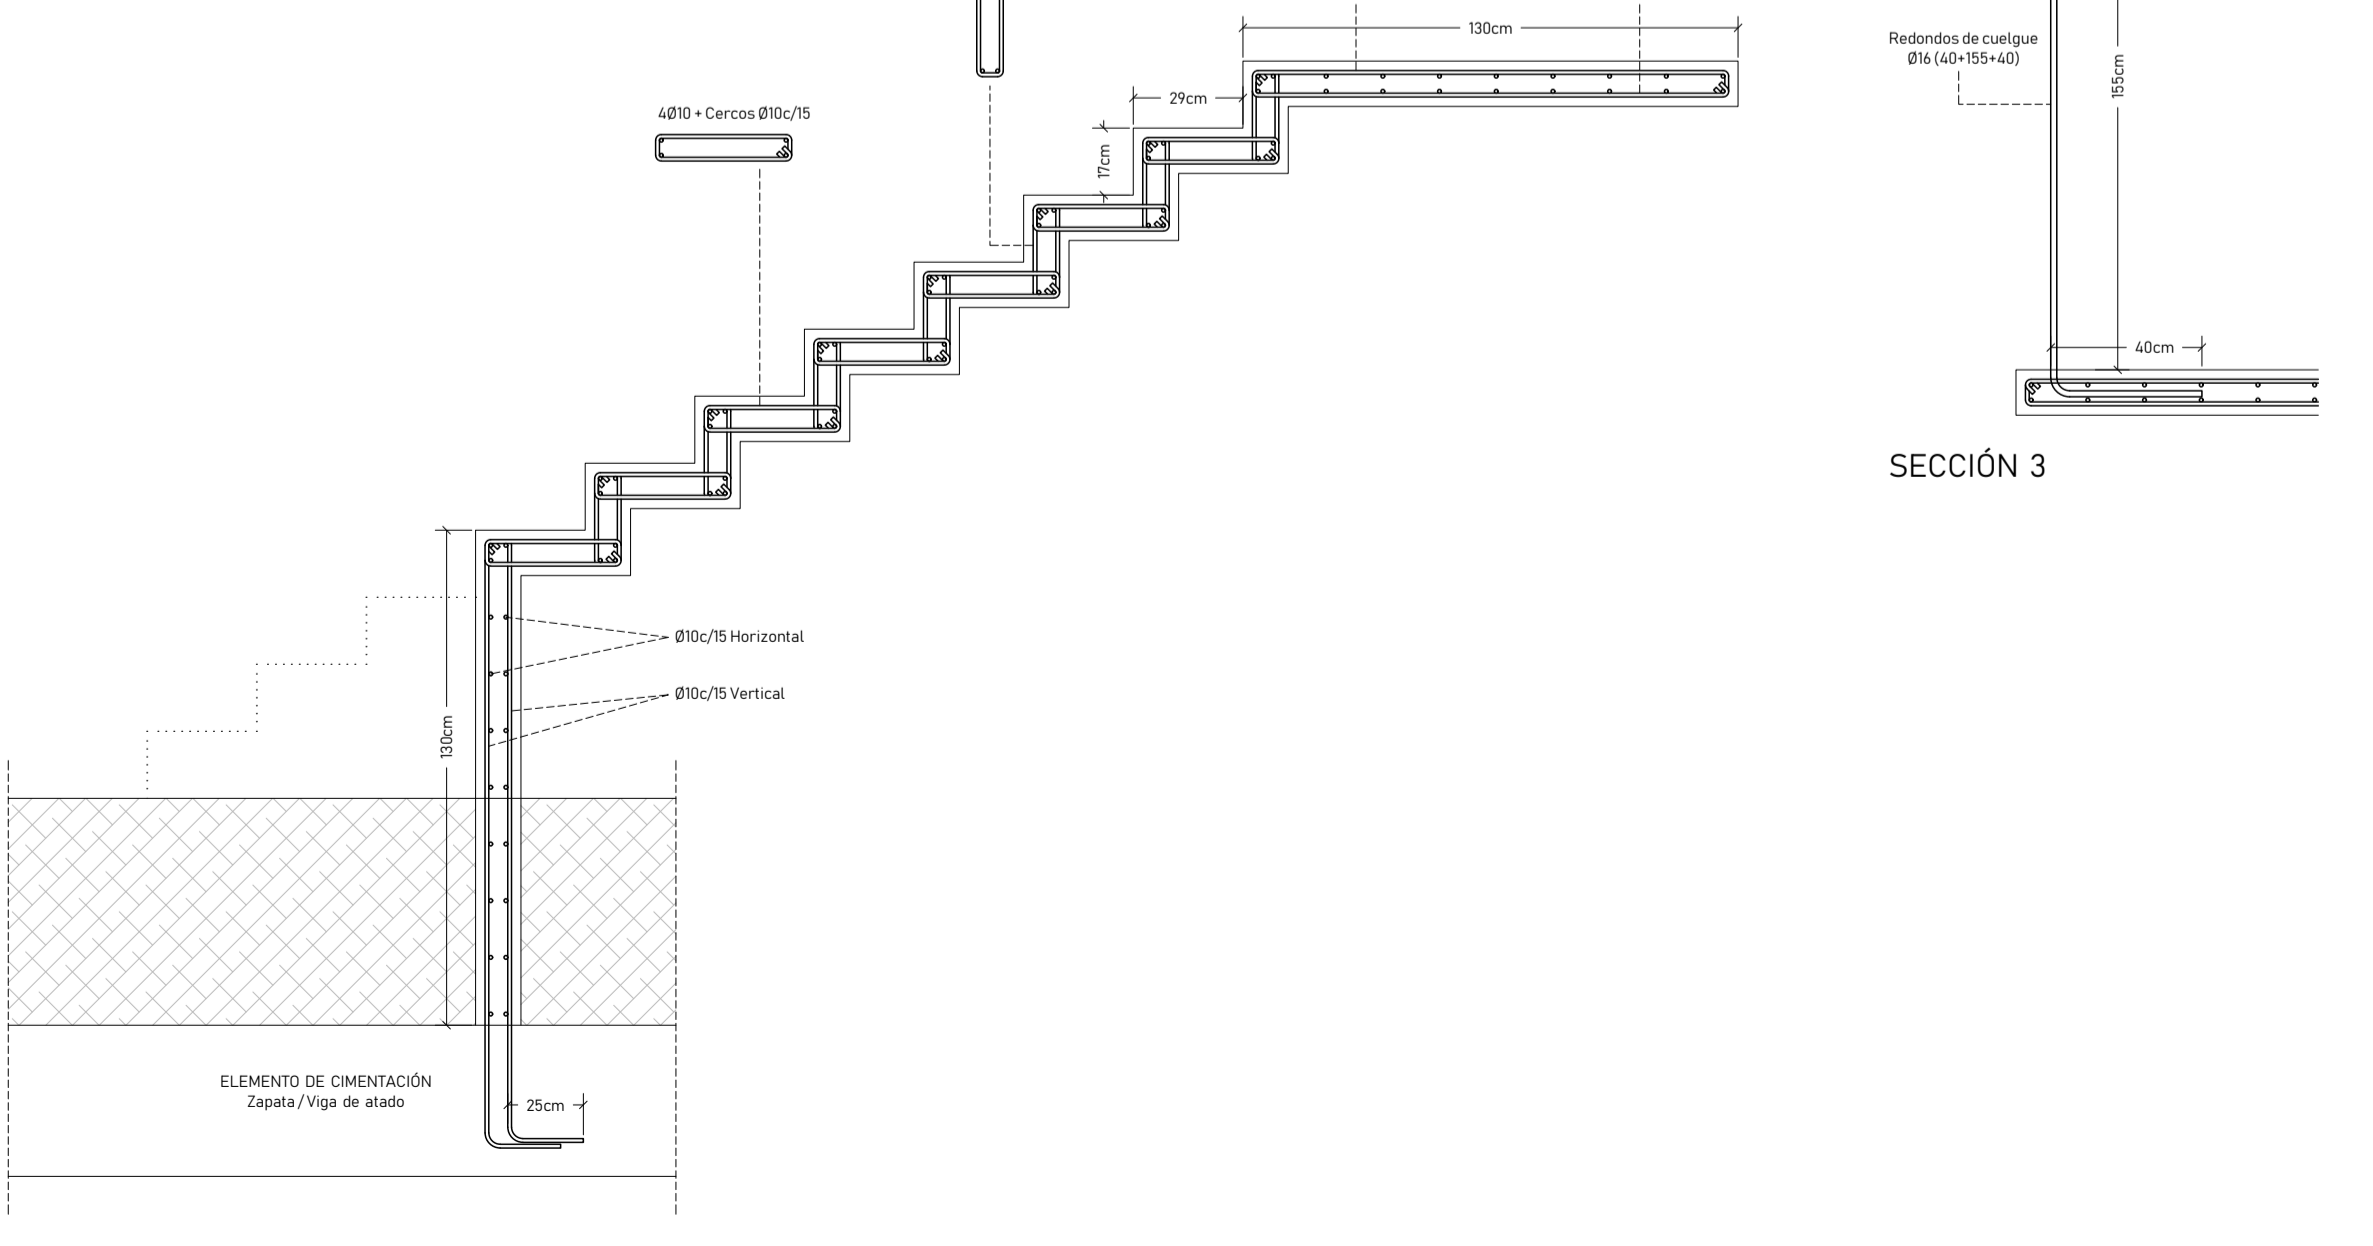 130cm
Redondos de cuelgue
Ø16 (40+155+40)
155cm
29cm
4Ø10 + Cercos Ø10c/15
17cm
40cm
SECCIÓN 3
Ø10c/15 Horizontal
Ø10c/15 Vertical
130cm
ELEMENTO DE CIMENTACIÓN
Zapata/Viga de atado
25cm